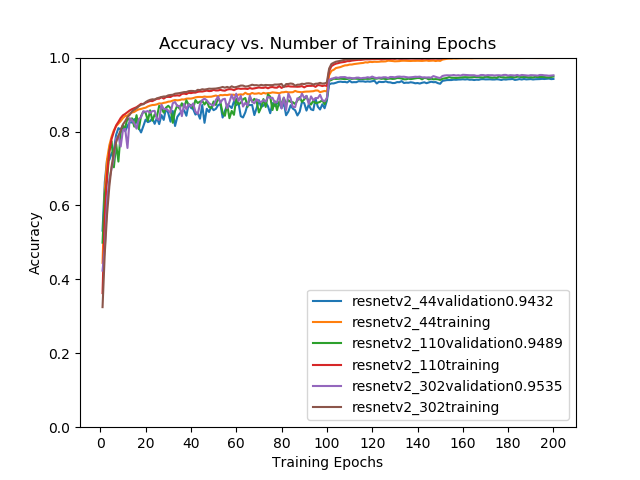 Accuracy vs. Number of Training Epochs
1.0
0.8
0.6
0.4
0.2
0.0
Accuracy
resnetv2_44validation0.9432
resnetv2_44training
resnetv2_110validation0.9489
resnetv2_110training
resnetv2_302validation0.9535
resnetv2_302training
0 20 40 60 80 100 120 140 160 180 200
Training Epochs